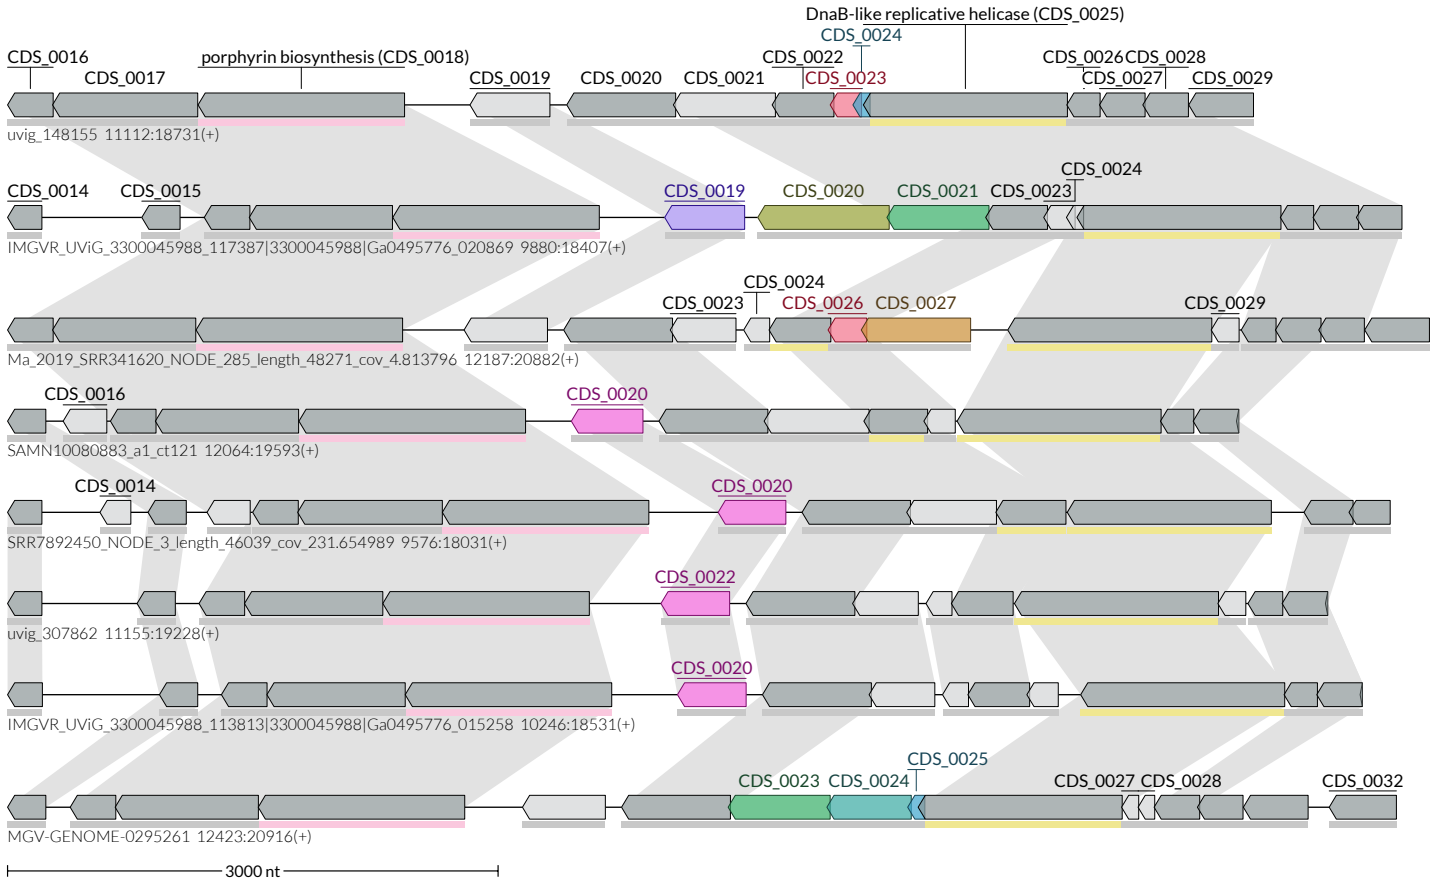 DnaB-like replicative helicase (CDS_0025)
CDS_0024
CDS_0016 porphyrin biosynthesis (CDS_0018) CDS_0022 CDS_0026 CDS_0028
CDS_0017 CDS_0019 CDS_0020 CDS_0021 CDS_0023 CDS_0027 CDS_0029
uvig_148155 11112:18731(+)
CDS_0024
CDS_0014 CDS_0015 CDS_0019 CDS_0020 CDS_0021 CDS_0023
IMGVR_UViG_3300045988_117387|3300045988|Ga0495776_020869 9880:18407(+)
CDS_0024
CDS_0023 CDS_0026 CDS_0027 CDS_0029
Ma_2019_SRR341620_NODE_285_length_48271_cov_4.813796 12187:20882(+)
CDS_0016 CDS_0020
SAMN10080883_a1_ct121 12064:19593(+)
CDS_0014 CDS_0020
SRR7892450_NODE_3_length_46039_cov_231.654989 9576:18031(+)
CDS_0022
uvig_307862 11155:19228(+)
CDS_0020
IMGVR_UViG_3300045988_113813|3300045988|Ga0495776_015258 10246:18531(+)
CDS_0025
CDS_0023 CDS_0024 CDS_0027 CDS_0028 CDS_0032
MGV-GENOME-0295261 12423:20916(+)
3000 nt